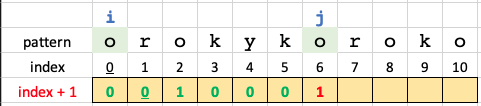 i j
pattern o r o k y k o r o k o
index 0 1 2 3 4 5 6 7 8 9 10
index + 1 0 0 1 0 0 0 1